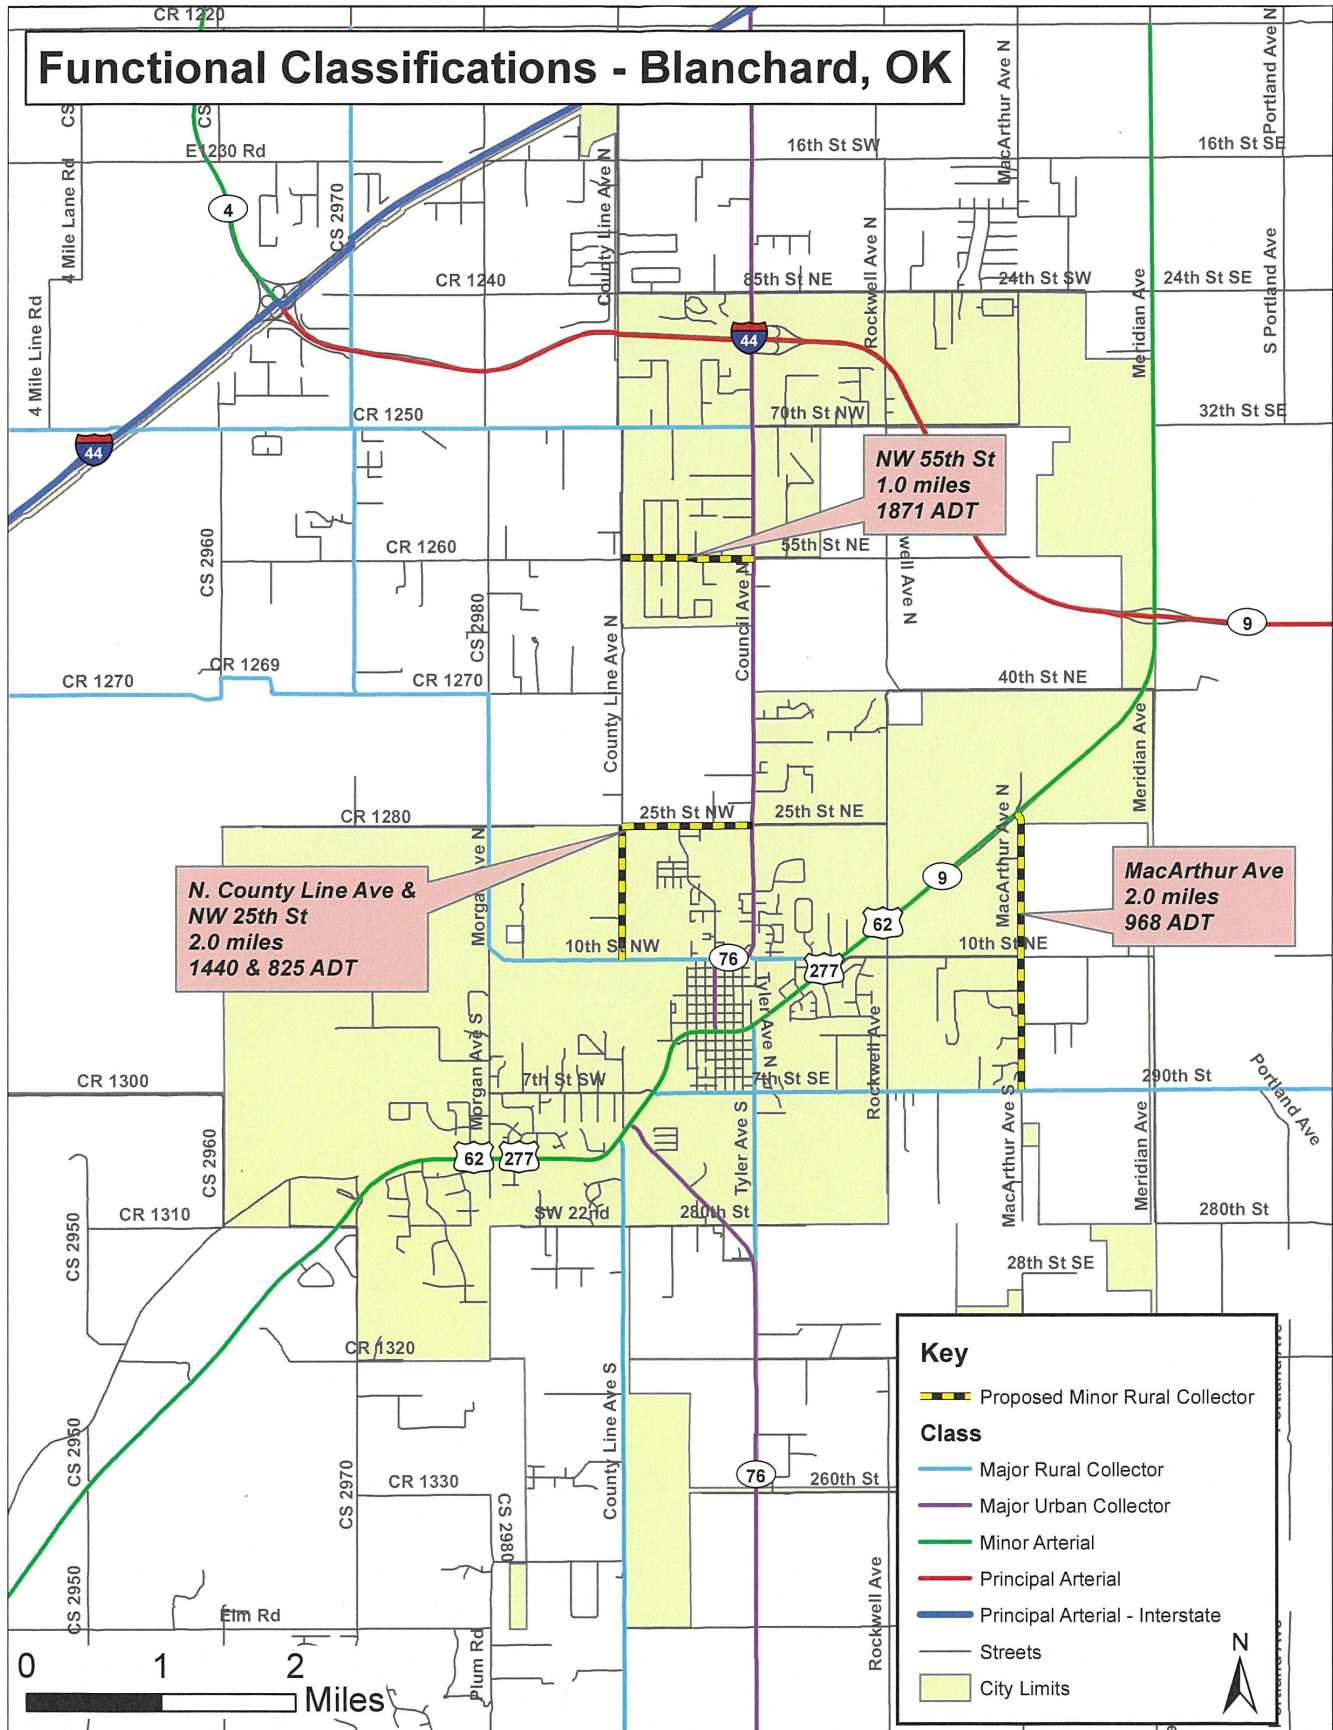 CR 1220
Functional Classifications - Blanchard, OK
CS
CS
MacArthur Ave N
Portland Ave N
E1230 Rd
16th St SW
16th St SE
4 Mile Lane Rd
4
CS 2970
County Line Ave N
Rockwell Ave N
S Portland Ave
CR 1240
85th St NE
24th St SW
24th St SE
Meridian Ave
4 Mile Line Rd
44
CR 1250
70th St NW
32th St SE
44
NW 55th St
1.0 miles
1871 ADT
CS 2960
CR 1260
55th St NE
well Ave N
CS 2980
County Line Ave N
Council Ave N
9
CR 1269
CR 1270
CR 1270
40th St NE
Meridian Ave
CR 1280
25th St NW
25th St NE
MacArthur Ave N
Morgan Ave N
N. County Line Ave &
NW 25th St
2.0 miles
1440 & 825 ADT
9
MacArthur Ave
2.0 miles
968 ADT
62
10th St NW
76
277
10th St NE
Tyler Ave N
Morgan Ave S
Rockwell Ave
CR 1300
7th St SW
7th St SE
290th St
Portland Ave
CS 2960
62
277
Tyler Ave S
MacArthur Ave S
Meridian Ave
CR 1310
SW 22nd
280th St
280th St
CS 2950
28th St SE
CR 1320
County Line Ave S
CS 2950
CS 2970
CR 1330
CS 2980
76
260th St
CS 2950
Elm Rd
Plum Rd
Rockwell Ave
Key
Proposed Minor Rural Collector
Class
Major Rural Collector
Major Urban Collector
Minor Arterial
Principal Arterial
Principal Arterial - Interstate
Streets
City Limits
N
0 1 2
Miles